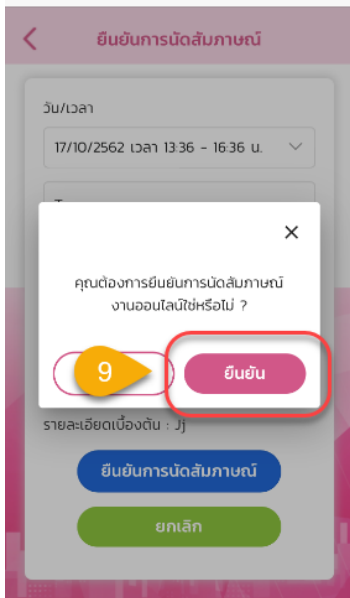 ยืนยันการนัดสัมภาษณ์
วัน/เวลา
17/10/2562 เวลา 13:36 - 16:36 น.
คุณต้องการยืนยันการนัดสัมภาษณ์
งานออนไลน์ใช่หรือไม่ ?
9
ยืนยัน
รายละเอียดเบื้องต้น : Jj
ยืนยันการนัดสัมภาษณ์
ยกเลิก